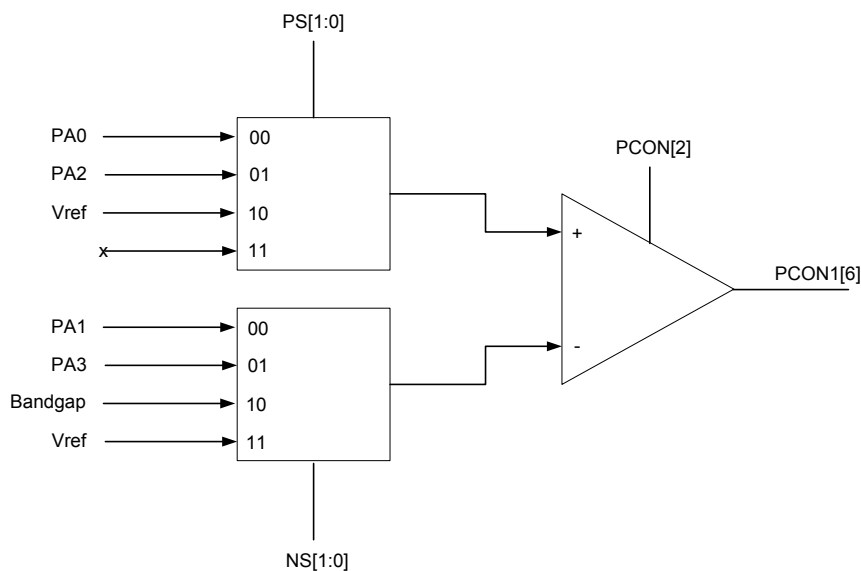 PS[1:0]
PA0
00
PA2
01
Vref
10
x
11
PCON[2]
+
-
PCON1[6]
PA1
00
PA3
01
Bandgap
10
Vref
11
NS[1:0]